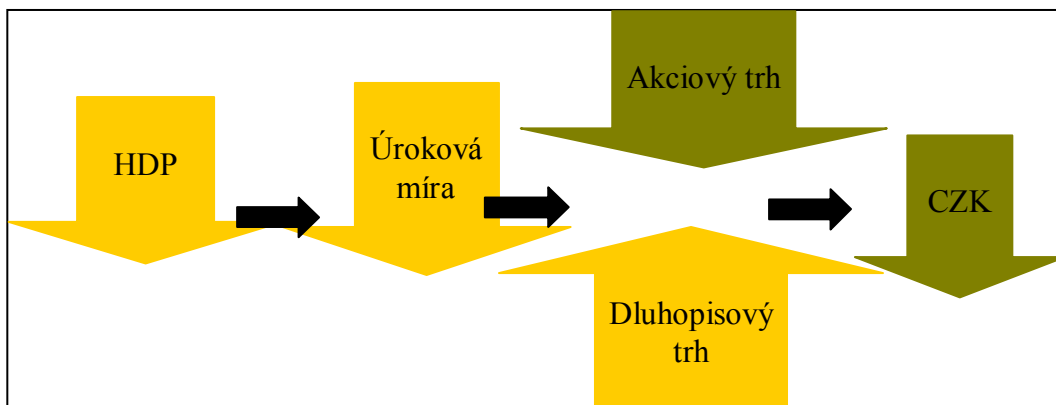 HDP
Úroková
míra
Akciový trh
Dluhopisový
trh
CZK